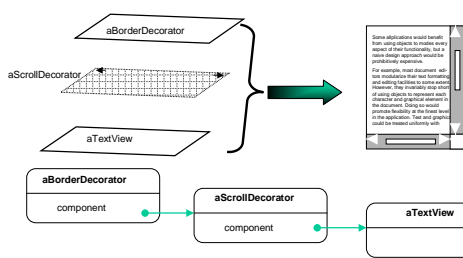 aBorderDecorator
aScrollDecorator
aTextView
Some applications would benefit
from using objects to modes every
aspect of their functionality, but a
naive design approach would be
prohibitively expensive.
For example, most document edi-
tors modularize their text formatting
and editing facilities to some extent.
However, they invariably stop short
of using objects to represent each
character and graphical element in
the document. Doing so would
promote flexibility at the finest level
in the application. Text and graphic
could be treated uniformly with
aBorderDecorator
component
aScrollDecorator
component
aTextView